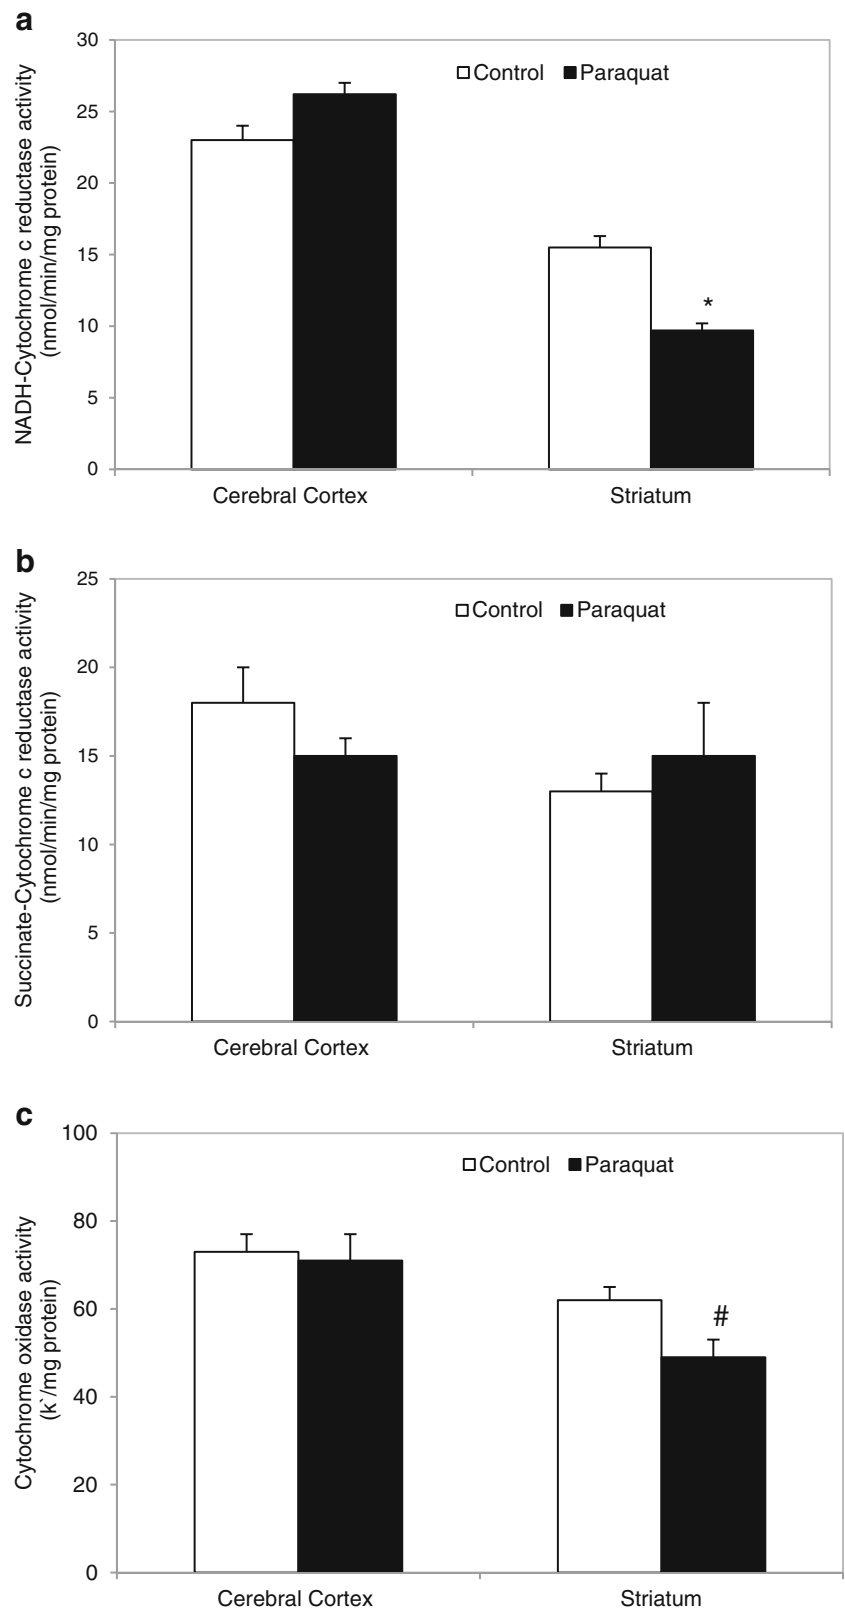 a
NADH-Cytochrome c reductase activity
(nmol/min/mg protein)
30
25
20
15
10
5
0
Control Paraquat
*
Cerebral Cortex Striatum
b
Succinate-Cytochrome c reductase activity
(nmol/min/mg protein)
25
20
15
10
5
0
Control Paraquat
Cerebral Cortex Striatum
c
Cytochrome oxidase activity
(k`/mg protein)
100
80
60
40
20
0
Control Paraquat
#
Cerebral Cortex Striatum